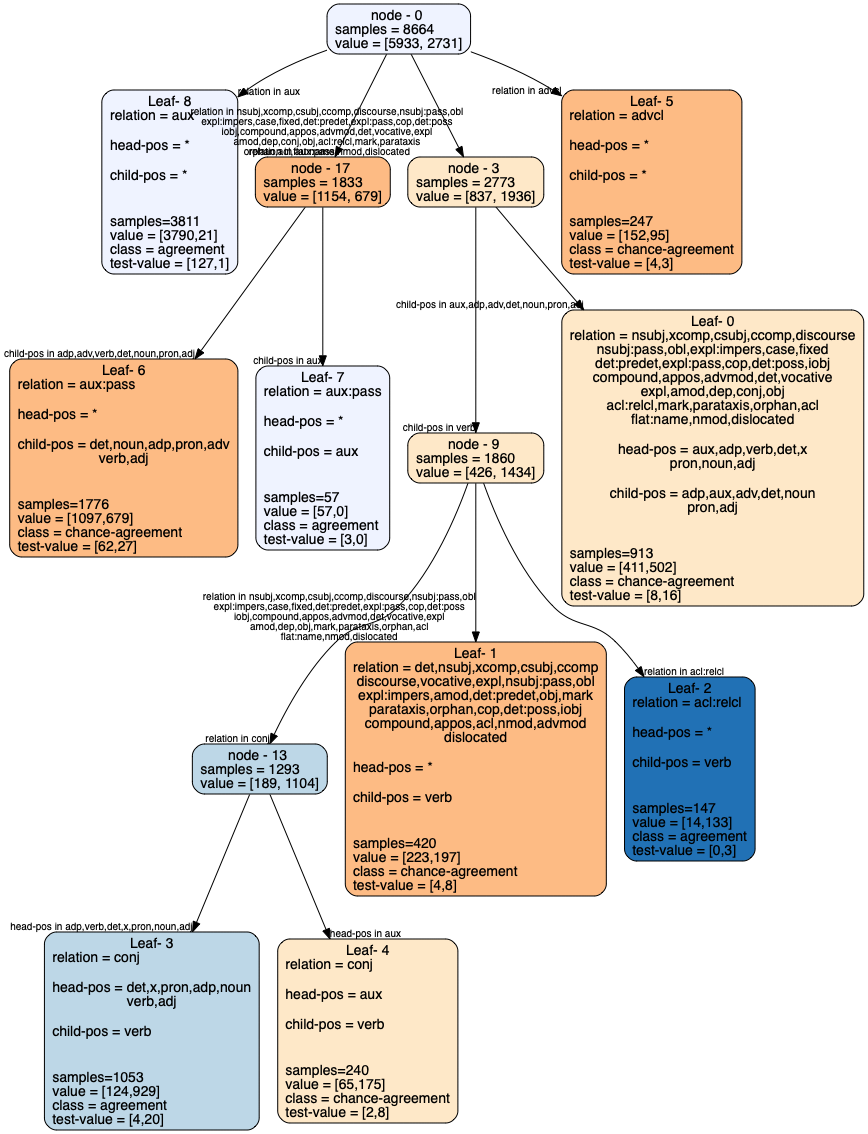 node - 0
samples = 8664
value = [5933, 2731]
relation in aux
relation in nsubj,xcomp,csubj,ccomp,discourse,nsubj:pass,obl
expl:impers,case,fixed,det:predet,expl:pass,cop,det:poss
iobj,compound,appos,advmod,det,vocative,expl
amod,dep,conj,obj,acl:relcl,mark,parataxis
relation in aux:pass
relation in advcl
Leaf- 8
relation = aux
head-pos = *
child-pos = *
samples=3811
value = [3790,21]
class = agreement
test-value = [127,1]
node - 17
samples = 1833
value = [1154, 679]
node - 3
samples = 2773
value = [837, 1936]
Leaf- 5
relation = advcl
head-pos = *
child-pos = *
samples=247
value = [152,95]
class = chance-agreement
test-value = [4,3]
child-pos in adp,adv,verb,det,noun,pron,adj
child-pos in aux
child-pos in aux,adp,adv,det,noun,pron,adj
child-pos in verb
Leaf- 6
relation = aux:pass
head-pos = *
child-pos = det,noun,adp,pron,adv
verb,adj
samples=1776
value = [1097,679]
class = chance-agreement
test-value = [62,27]
Leaf- 7
relation = aux:pass
head-pos = *
child-pos = aux
samples=57
value = [57,0]
class = agreement
test-value = [3,0]
node - 9
samples = 1860
value = [426, 1434]
Leaf- 0
relation = nsubj,xcomp,csubj,ccomp,discourse
nsubj:pass,obl,expl:impers,case,fixed
det:predet,expl:pass,cop,det:poss,iobj
compound,appos,advmod,det,vocative
expl,amod,dep,conj,obj
acl:relcl,mark,parataxis,orphan,acl
flat:name,nmod,dislocated
head-pos = aux,adp,verb,det,x
pron,noun,adj
child-pos = adp,aux,adv,det,noun
pron,adj
samples=913
value = [411,502]
class = chance-agreement
test-value = [8,16]
relation in nsubj,xcomp,csubj,ccomp,discourse,nsubj:pass,obl
expl:impers,case,fixed,det:predet,expl:pass,cop,det:poss
iobj,compound,appos,advmod,det,vocative,expl
amod,dep,obj,mark,parataxis,orphan,acl
flat:name,nmod,dislocated
relation in conj
relation in acl:relcl
node - 13
samples = 1293
value = [189, 1104]
Leaf- 1
relation = det,nsubj,xcomp,csubj,ccomp
discourse,vocative,expl,nsubj:pass,obl
expl:impers,amod,det:predet,obj,mark
parataxis,orphan,cop,det:poss,iobj
compound,appos,acl,nmod,advmod
dislocated
head-pos = *
child-pos = verb
samples=420
value = [223,197]
class = chance-agreement
test-value = [4,8]
Leaf- 2
relation = acl:relcl
head-pos = *
child-pos = verb
samples=147
value = [14,133]
class = agreement
test-value = [0,3]
head-pos in adp,verb,det,x,pron,noun,adj
head-pos in aux
Leaf- 3
relation = conj
head-pos = det,x,pron,adp,noun
verb,adj
child-pos = verb
samples=1053
value = [124,929]
class = agreement
test-value = [4,20]
Leaf- 4
relation = conj
head-pos = aux
child-pos = verb
samples=240
value = [65,175]
class = chance-agreement
test-value = [2,8]